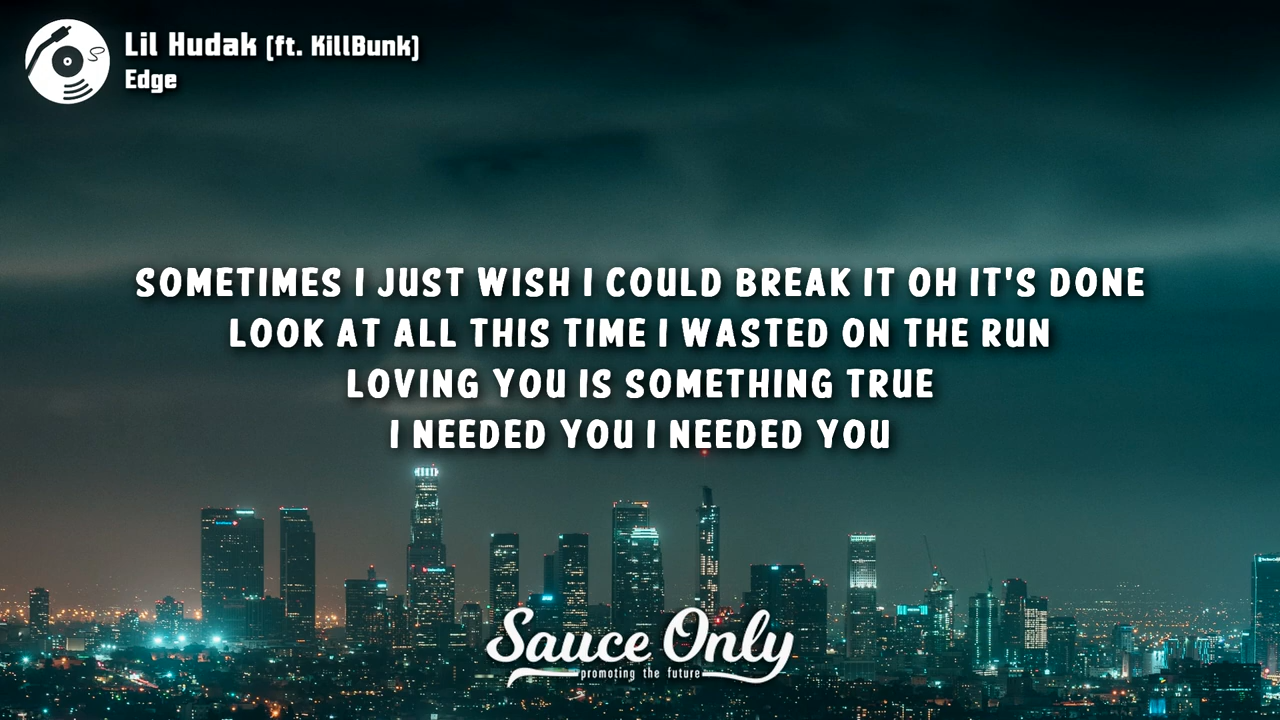 Lil Hudak [ft. KillBunk]
Edge
SOMETIMES I JUST WISH I COULD BREAK IT OH IT'S DONE
LOOK AT ALL THIS TIME I WASTED ON THE RUN
LOVING YOU IS SOMETHING TRUE
I NEEDED YOU I NEEDED YOU
Sauce Only
promoting the future